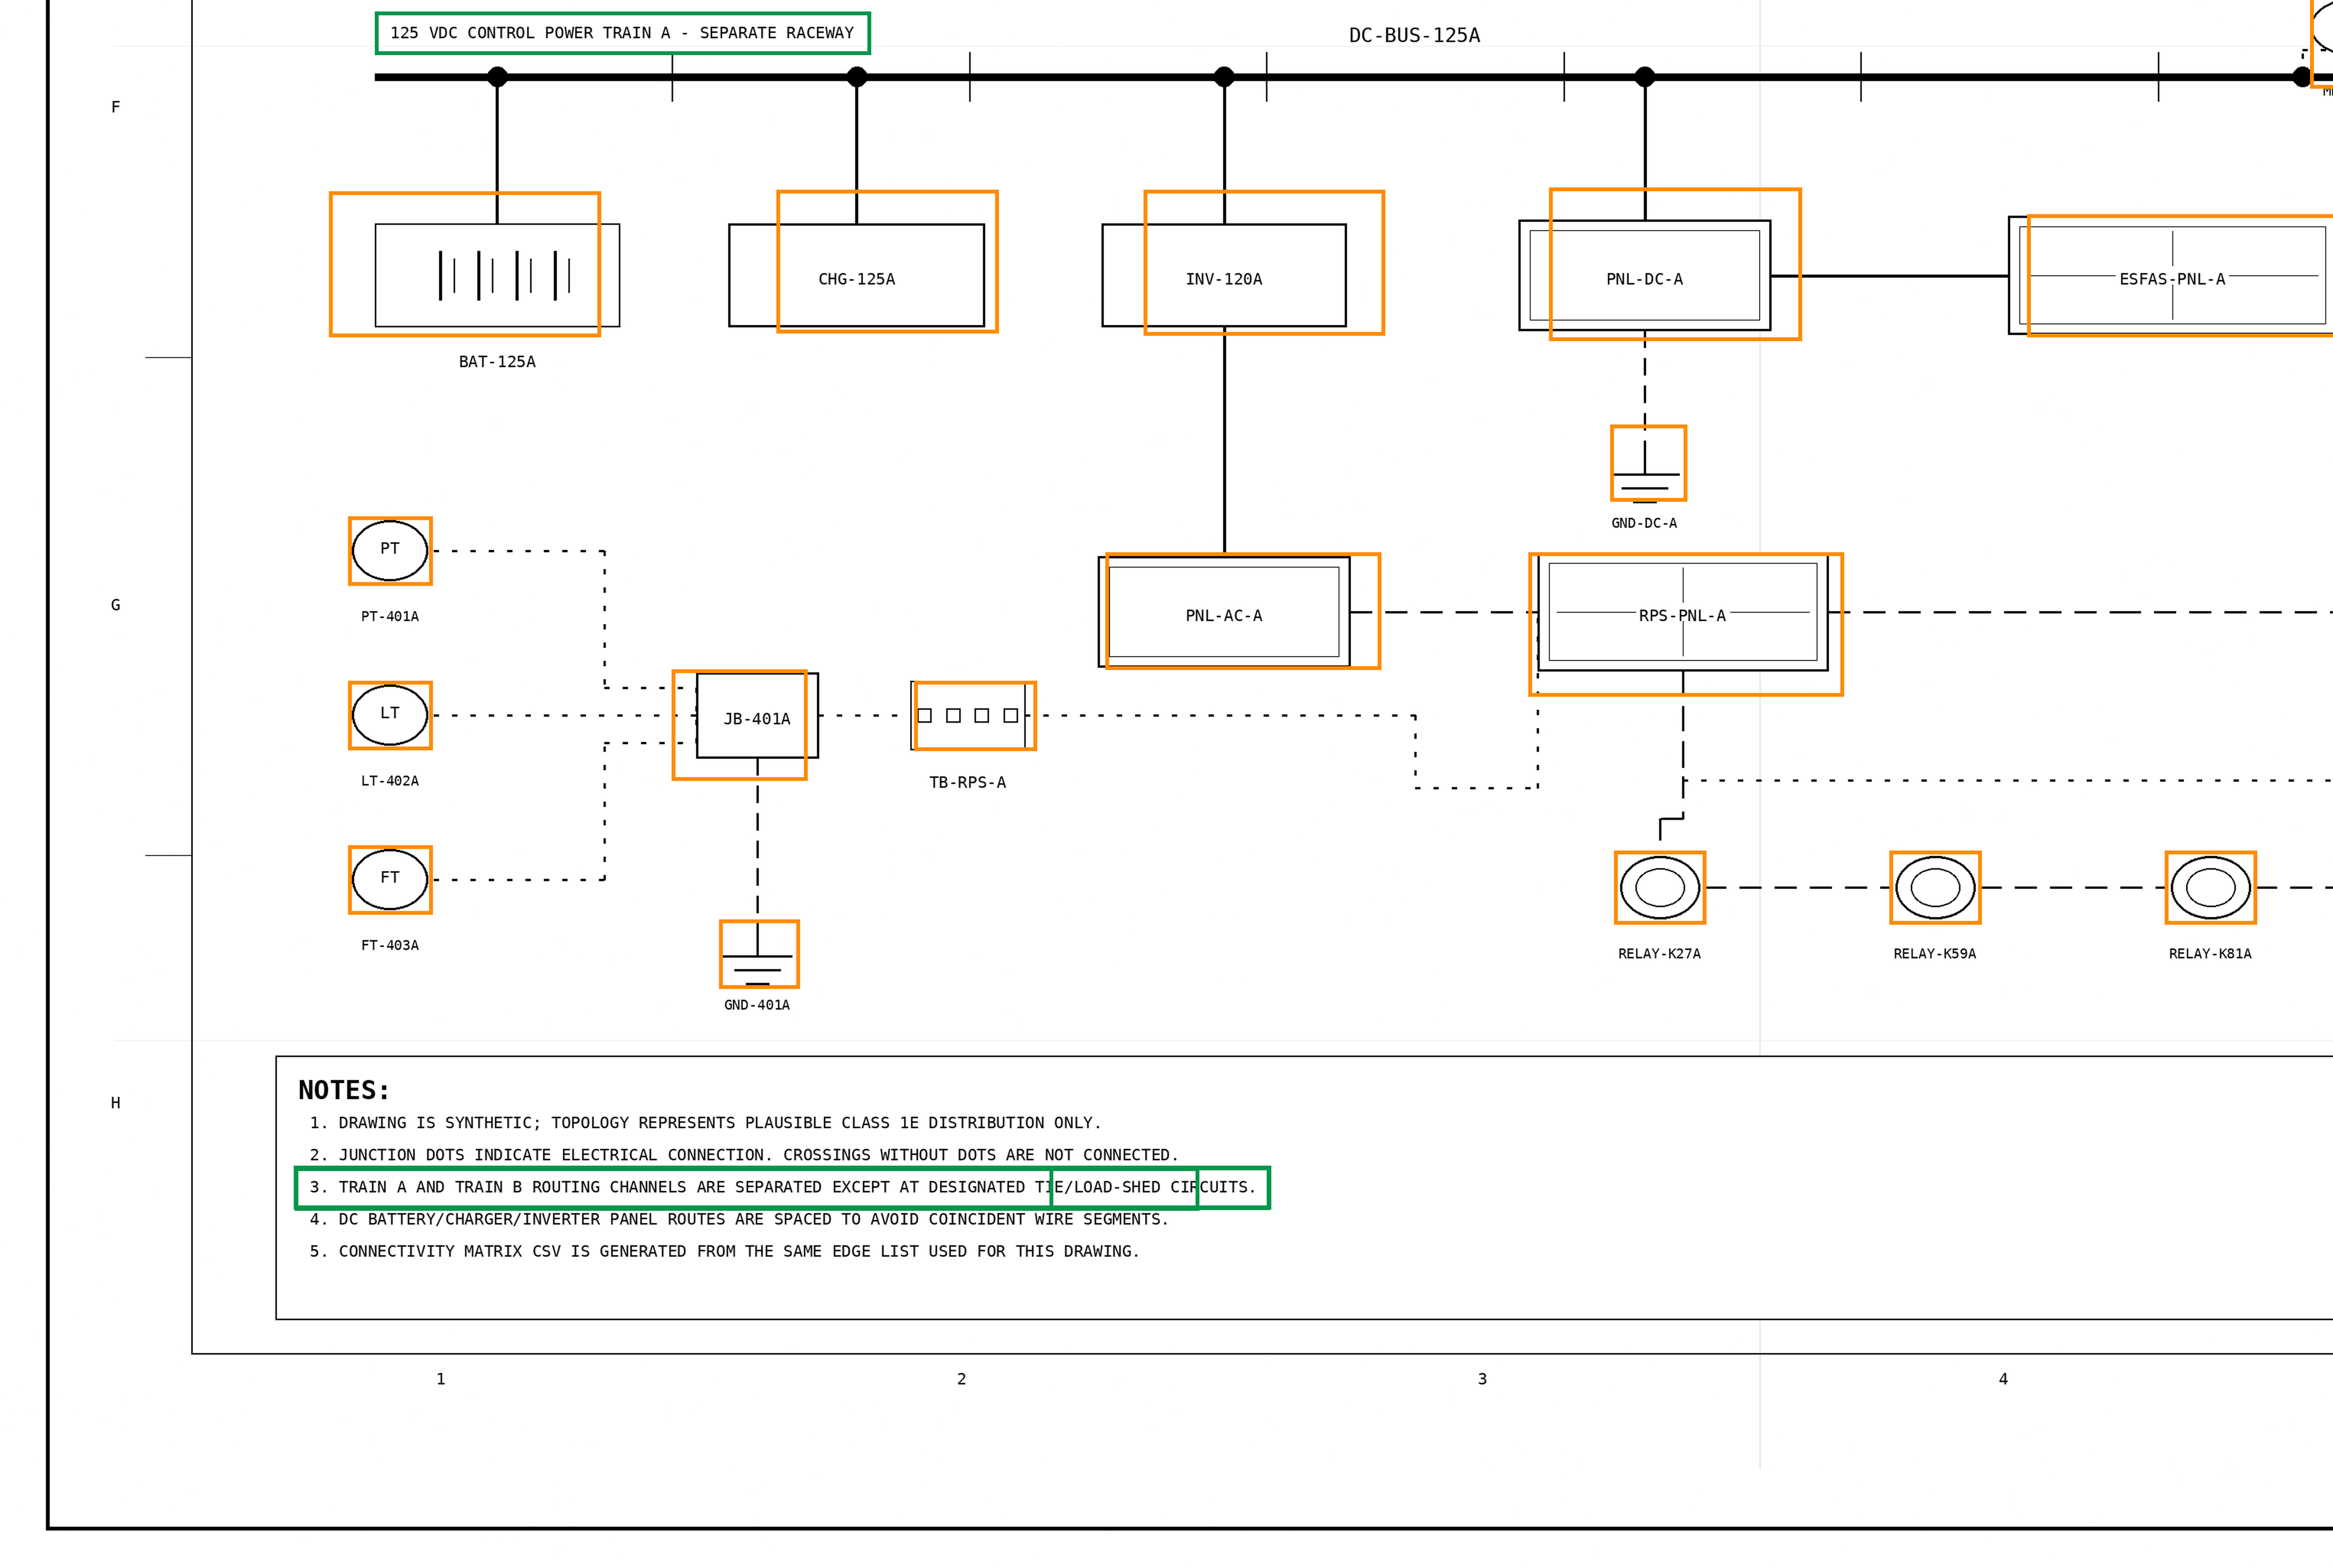 125 VDC CONTROL POWER TRAIN A - SEPARATE RACEWAY
DC-BUS-125A
F
CHG-125A
INV-120A
PNL-DC-A
ESFAS-PNL-A
BAT-125A
GND-DC-A
PT
PT-401A
G
PNL-AC-A
RPS-PNL-A
LT
JB-401A
LT-402A
TB-RPS-A
FT
FT-403A
RELAY-K27A
RELAY-K59A
RELAY-K81A
GND-401A
NOTES:
H
1. DRAWING IS SYNTHETIC; TOPOLOGY REPRESENTS PLAUSIBLE CLASS 1E DISTRIBUTION ONLY.
2. JUNCTION DOTS INDICATE ELECTRICAL CONNECTION. CROSSINGS WITHOUT DOTS ARE NOT CONNECTED.
3. TRAIN A AND TRAIN B ROUTING CHANNELS ARE SEPARATED EXCEPT AT DESIGNATED TIE/LOAD-SHED CIRCUITS.
4. DC BATTERY/CHARGER/INVERTER PANEL ROUTES ARE SPACED TO AVOID COINCIDENT WIRE SEGMENTS.
5. CONNECTIVITY MATRIX CSV IS GENERATED FROM THE SAME EDGE LIST USED FOR THIS DRAWING.
1 2 3 4